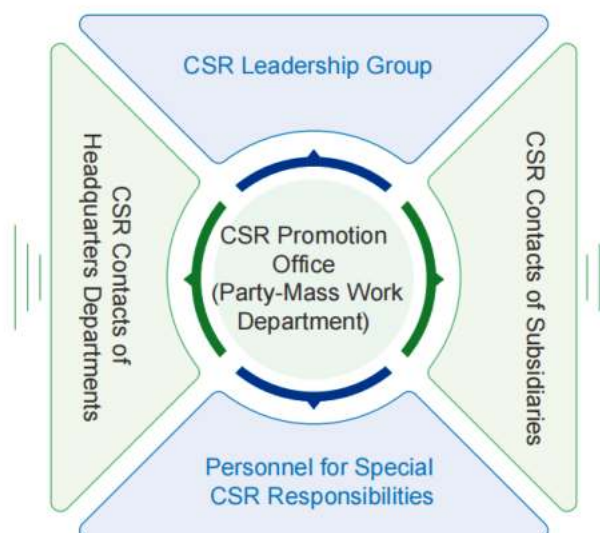 CSR Leadership Group
CSR Contacts of
Headquarters Departments
CSR Promotion
Office
(Party-Mass Work
Department)
CSR Contacts of Subsidiaries
Personnel for Special
CSR Responsibilities